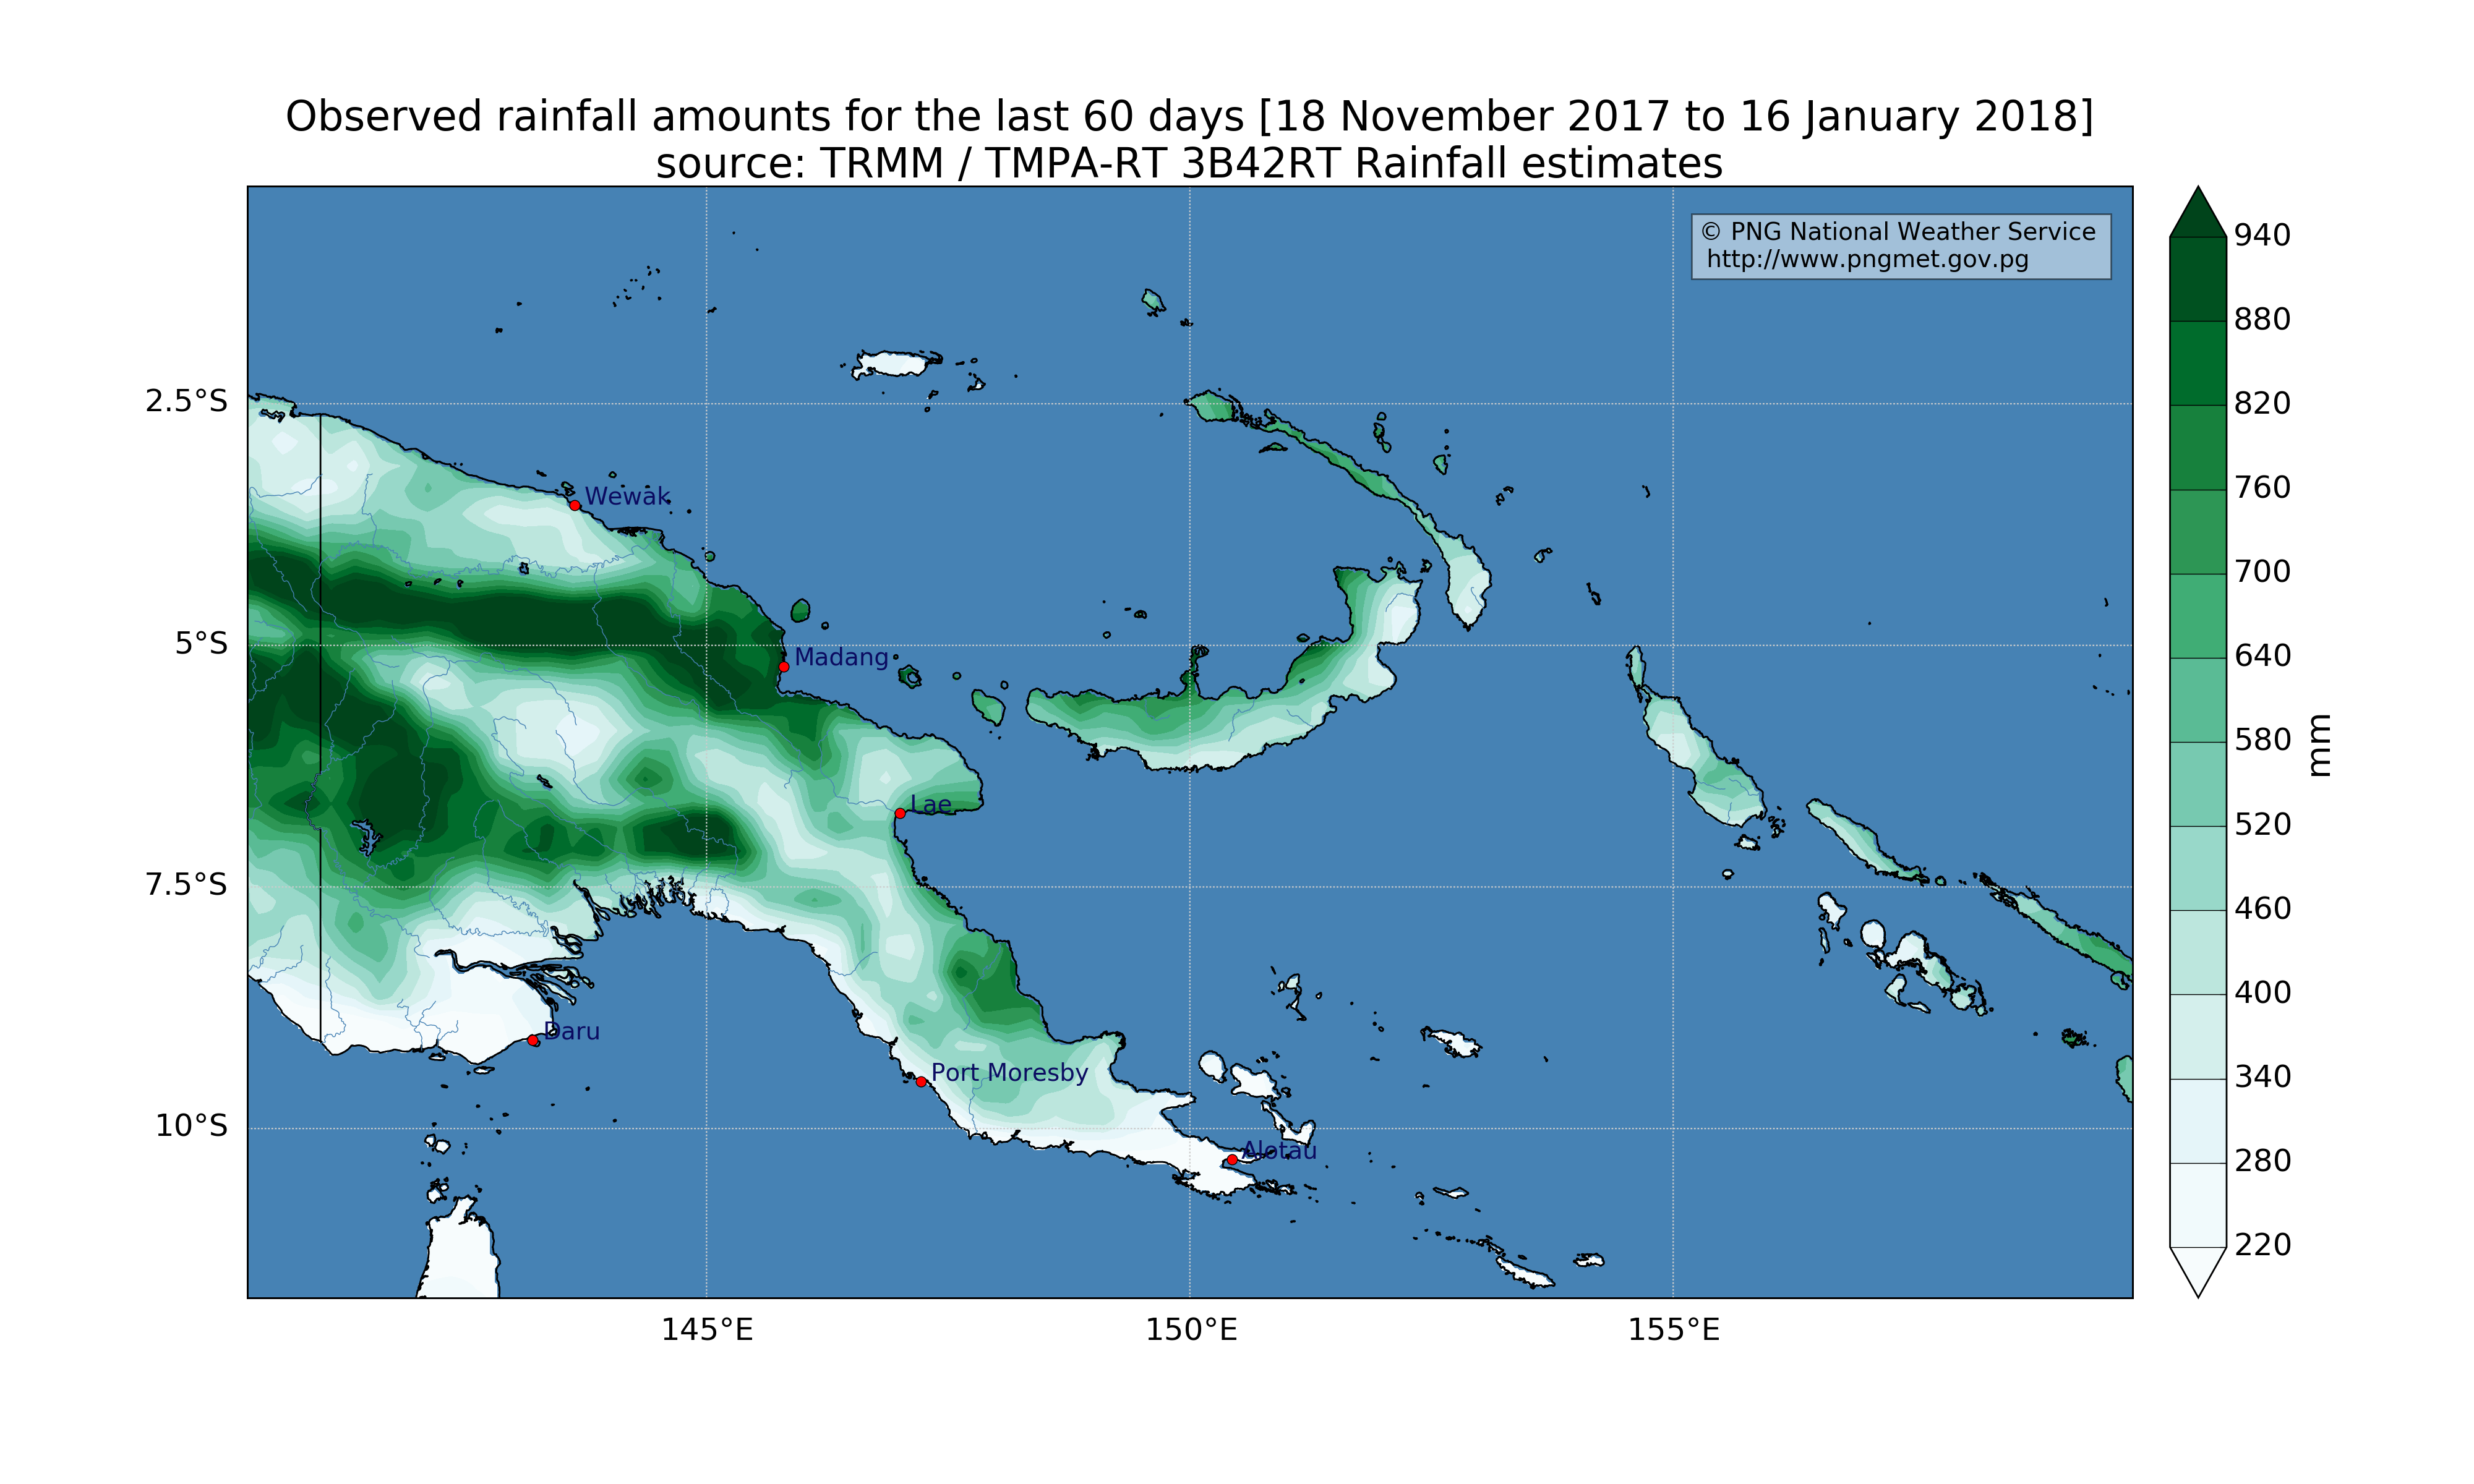 Observed rainfall amounts for the last 60 days [18 November 2017 to 16 January 2018]
source: TRMM / TMPA-RT 3B42RT Rainfall estimates
© PNG National Weather Service
http://www.pngmet.gov.pg
940
880
820
760
700
640
580
520
460
400
340
280
220
mm
2.5°S
5°S
7.5°S
10°S
Wewak
Madang
Lae
Daru
Port Moresby
Alotau
145°E
150°E
155°E